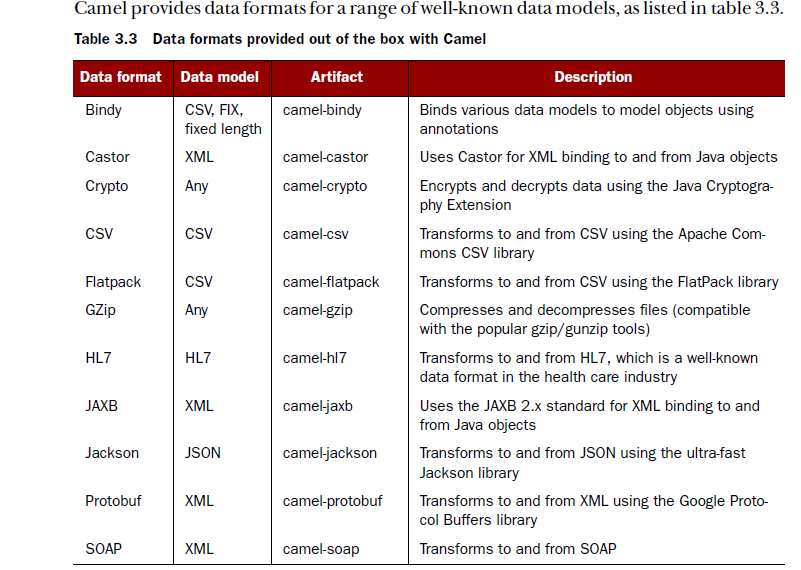 Camel provides data formats for a range of well-known data models, as listed in table 3.3.
Table 3.3 Data formats provided out of the box with Camel
Data format Data model Artifact Description
Bindy CSV, FIX, camel-bindy Binds various data models to model objects using
fixed length annotations
Castor XML camel-castor Uses Castor for XML binding to and from Java objects
Crypto Any camel-crypto Encrypts and decrypts data using the Java Cryptogra-
phy Extension
CSV CSV camel-csv Transforms to and from CSV using the Apache Com-
mons CSV library
Flatpack CSV camel-flatpack Transforms to and from CSV using the FlatPack library
GZip Any camel-gzip Compresses and decompresses files (compatible
with the popular gzip/gunzip tools)
HL7 HL7 camel-hl7 Transforms to and from HL7, which is a well-known
data format in the health care industry
JAXB XML camel-jaxb Uses the JAXB 2.x standard for XML binding to and
from Java objects
Jackson JSON camel-jackson Transforms to and from JSON using the ultra-fast
Jackson library
Protobuf XML camel-protobuf Transforms to and from XML using the Google Proto-
col Buffers library
SOAP XML camel-soap Transforms to and from SOAP